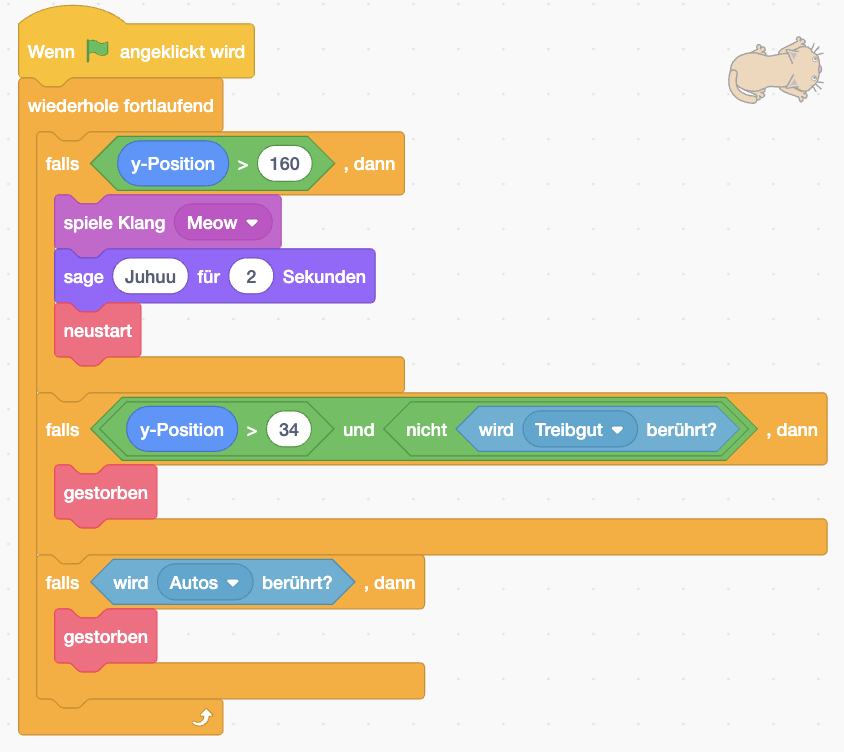 Wenn angeklickt wird
wiederhole fortlaufend
falls y-Position > 160 , dann
spiele Klang Meow
sage Juhuu für 2 Sekunden
neustart
falls y-Position > 34 und nicht wird Treibgut berührt? , dann
gestorben
falls wird Autos berührt? , dann
gestorben